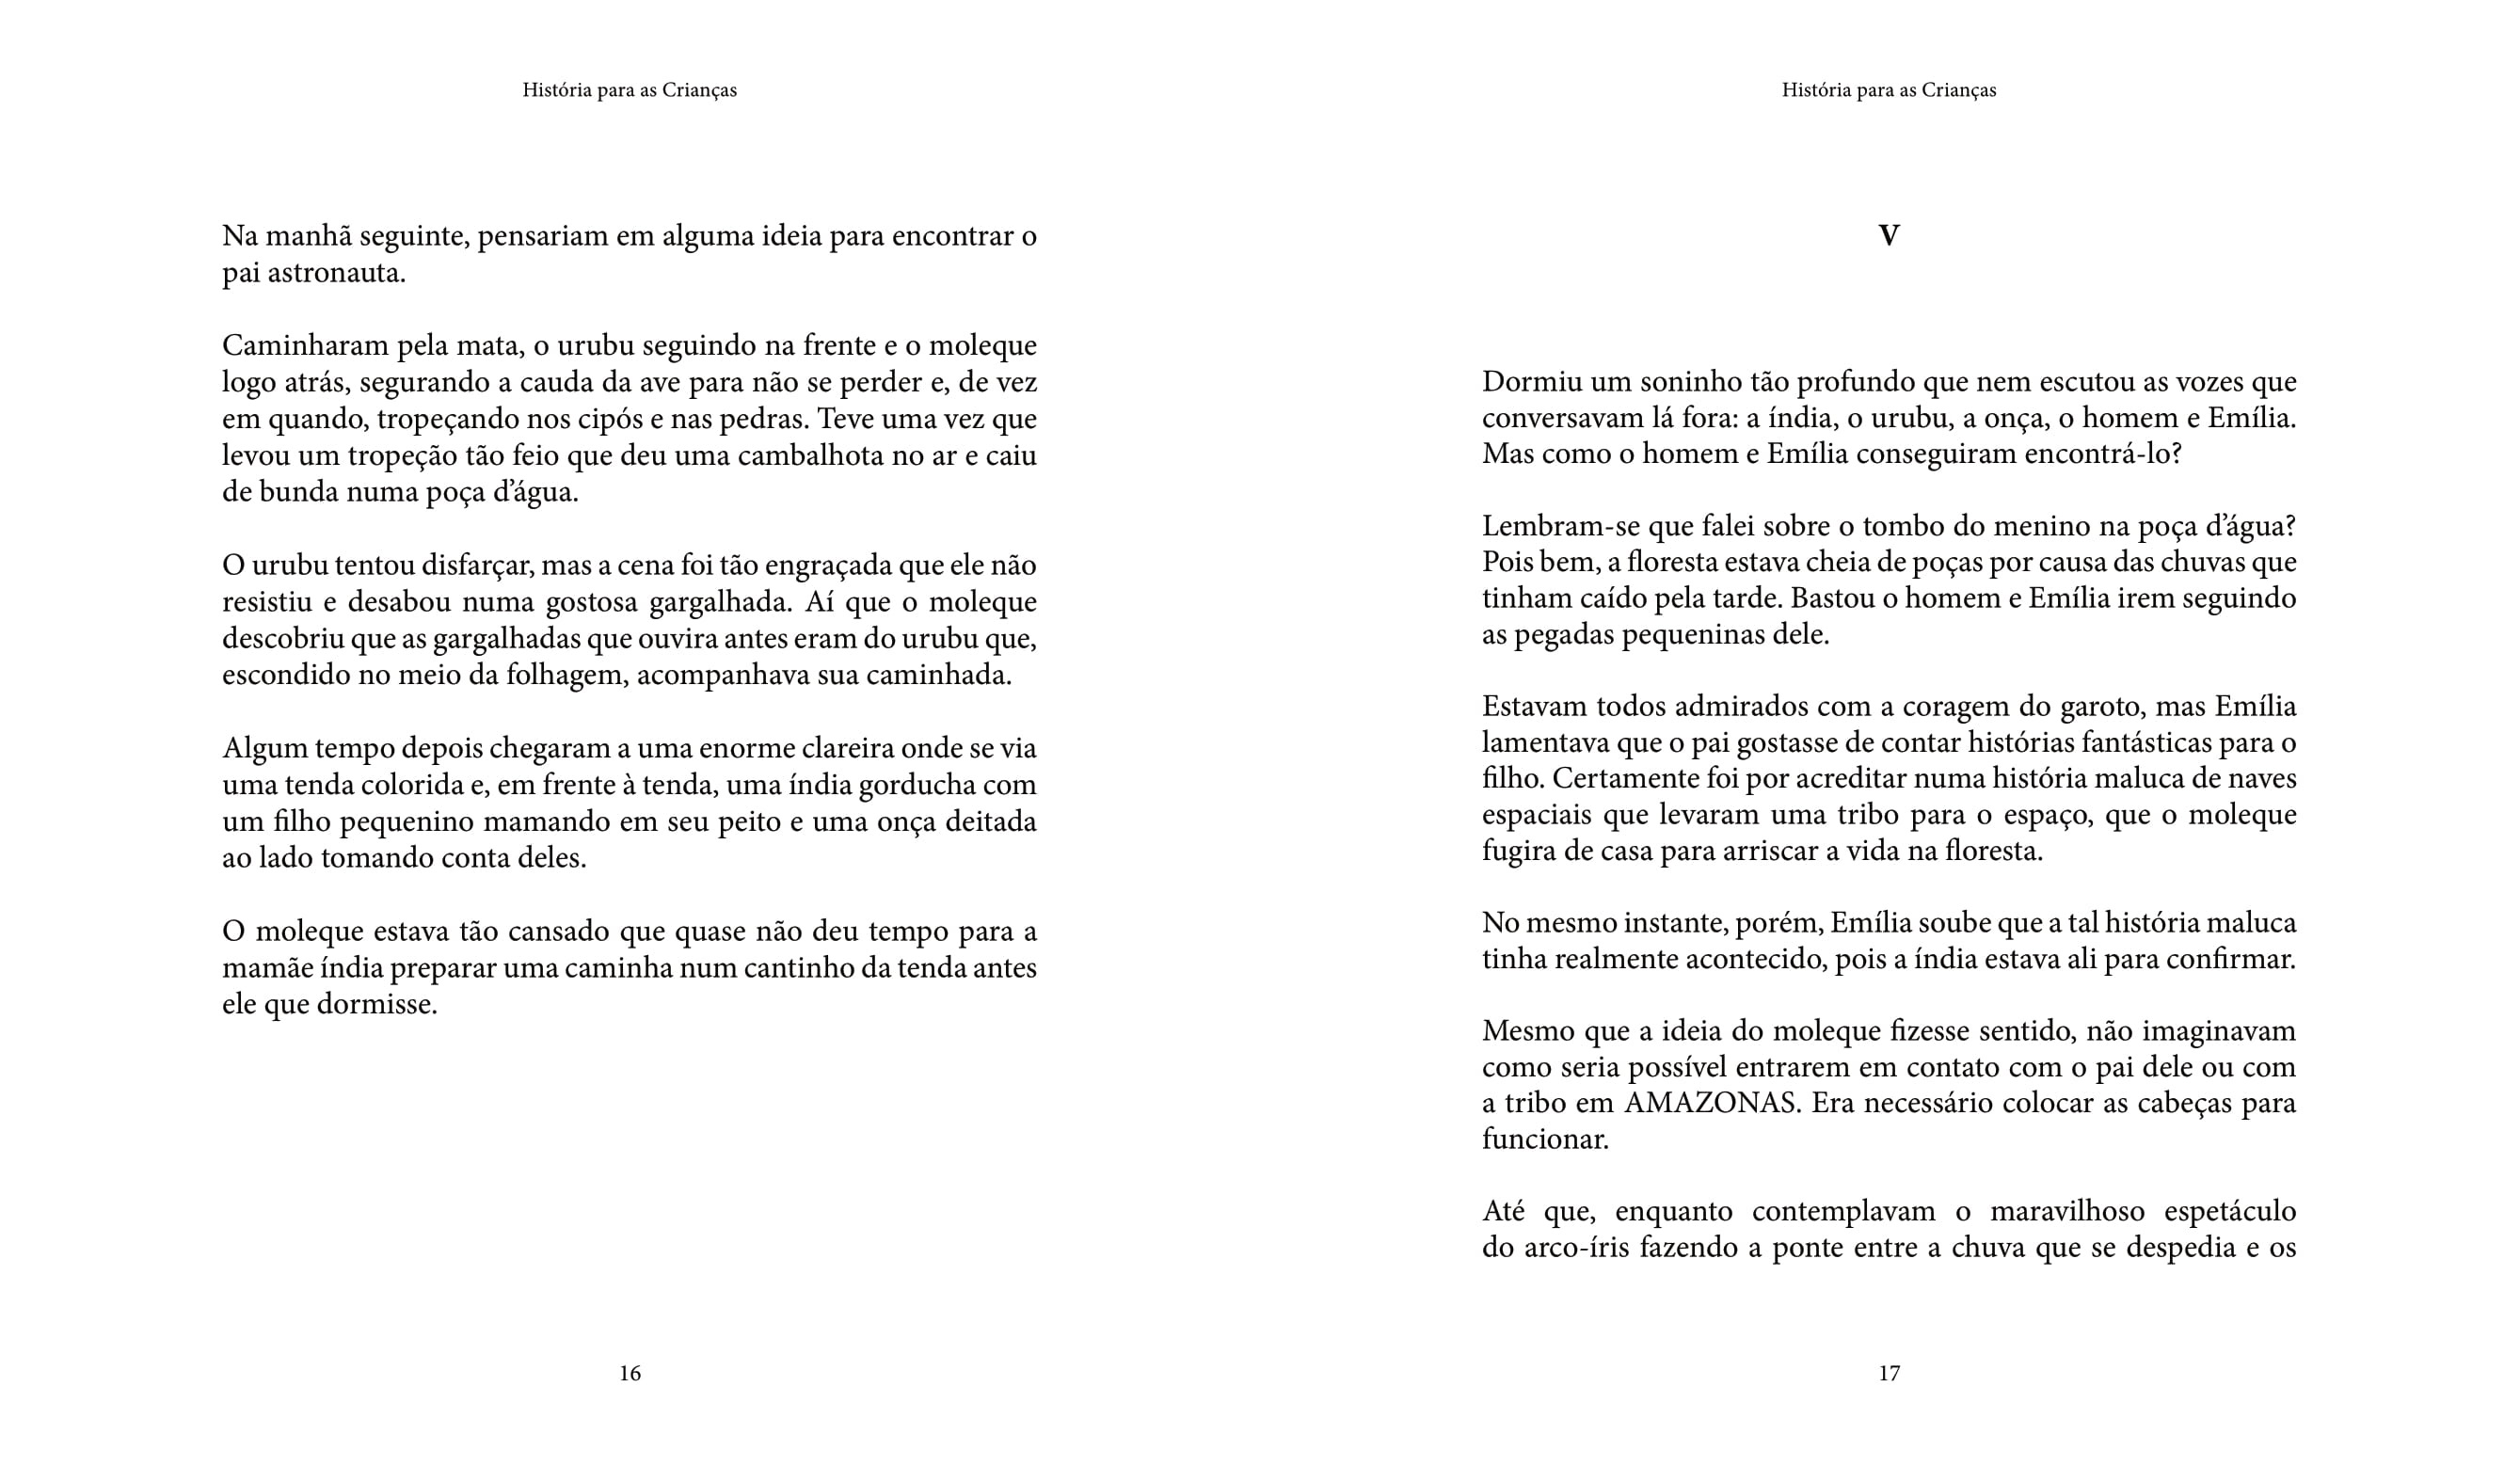 História para as Crianças
Na manhã seguinte, pensariam em alguma ideia para encontrar o
pai astronauta.
Caminharam pela mata, o urubu seguindo na frente e o moleque
logo atrás, segurando a cauda da ave para não se perder e, de vez
em quando, tropeçando nos cipós e nas pedras. Teve uma vez que
levou um tropeção tão feio que deu uma cambalhota no ar e caiu
de bunda numa poça d’água.
O urubu tentou disfarçar, mas a cena foi tão engraçada que ele não
resistiu e desabou numa gostosa gargalhada. Aí que o moleque
descobriu que as gargalhadas que ouvira antes eram do urubu que,
escondido no meio da folhagem, acompanhava sua caminhada.
Algum tempo depois chegaram a uma enorme clareira onde se via
uma tenda colorida e, em frente à tenda, uma índia gorducha com
um filho pequenino mamando em seu peito e uma onça deitada
ao lado tomando conta deles.
O moleque estava tão cansado que quase não deu tempo para a
mamãe índia preparar uma caminha num cantinho da tenda antes
ele que dormisse.
16
História para as Crianças
V
Dormiu um soninho tão profundo que nem escutou as vozes que
conversavam lá fora: a índia, o urubu, a onça, o homem e Emília.
Mas como o homem e Emília conseguiram encontrá-lo?
Lembram-se que falei sobre o tombo do menino na poça d’água?
Pois bem, a floresta estava cheia de poças por causa das chuvas que
tinham caído pela tarde. Bastou o homem e Emília irem seguindo
as pegadas pequeninas dele.
Estavam todos admirados com a coragem do garoto, mas Emília
lamentava que o pai gostasse de contar histórias fantásticas para o
filho. Certamente foi por acreditar numa história maluca de naves
espaciais que levaram uma tribo para o espaço, que o moleque
fugira de casa para arriscar a vida na floresta.
No mesmo instante, porém, Emília soube que a tal história maluca
tinha realmente acontecido, pois a índia estava ali para confirmar.
Mesmo que a ideia do moleque fizesse sentido, não imaginavam
como seria possível entrarem em contato com o pai dele ou com
a tribo em AMAZONAS. Era necessário colocar as cabeças para
funcionar.
Até que, enquanto contemplavam o maravilhoso espetáculo
do arco-íris fazendo a ponte entre a chuva que se despedia e os
17